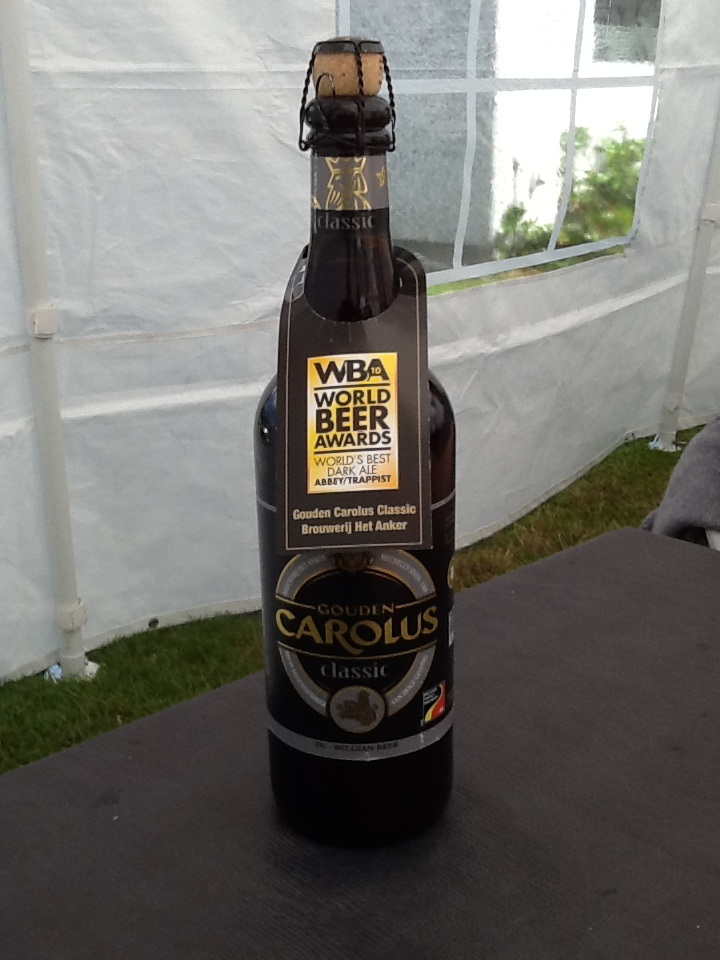 classic
WBA 10
WORLD
BEER
AWARDS
WORLD'S BEST
DARK ALE
ABBEY/TRAPPIST
Gouden Carolus Classic
Brouwerij Het Anker
GOUDEN
CAROLUS
classic
BELGIAN BEER